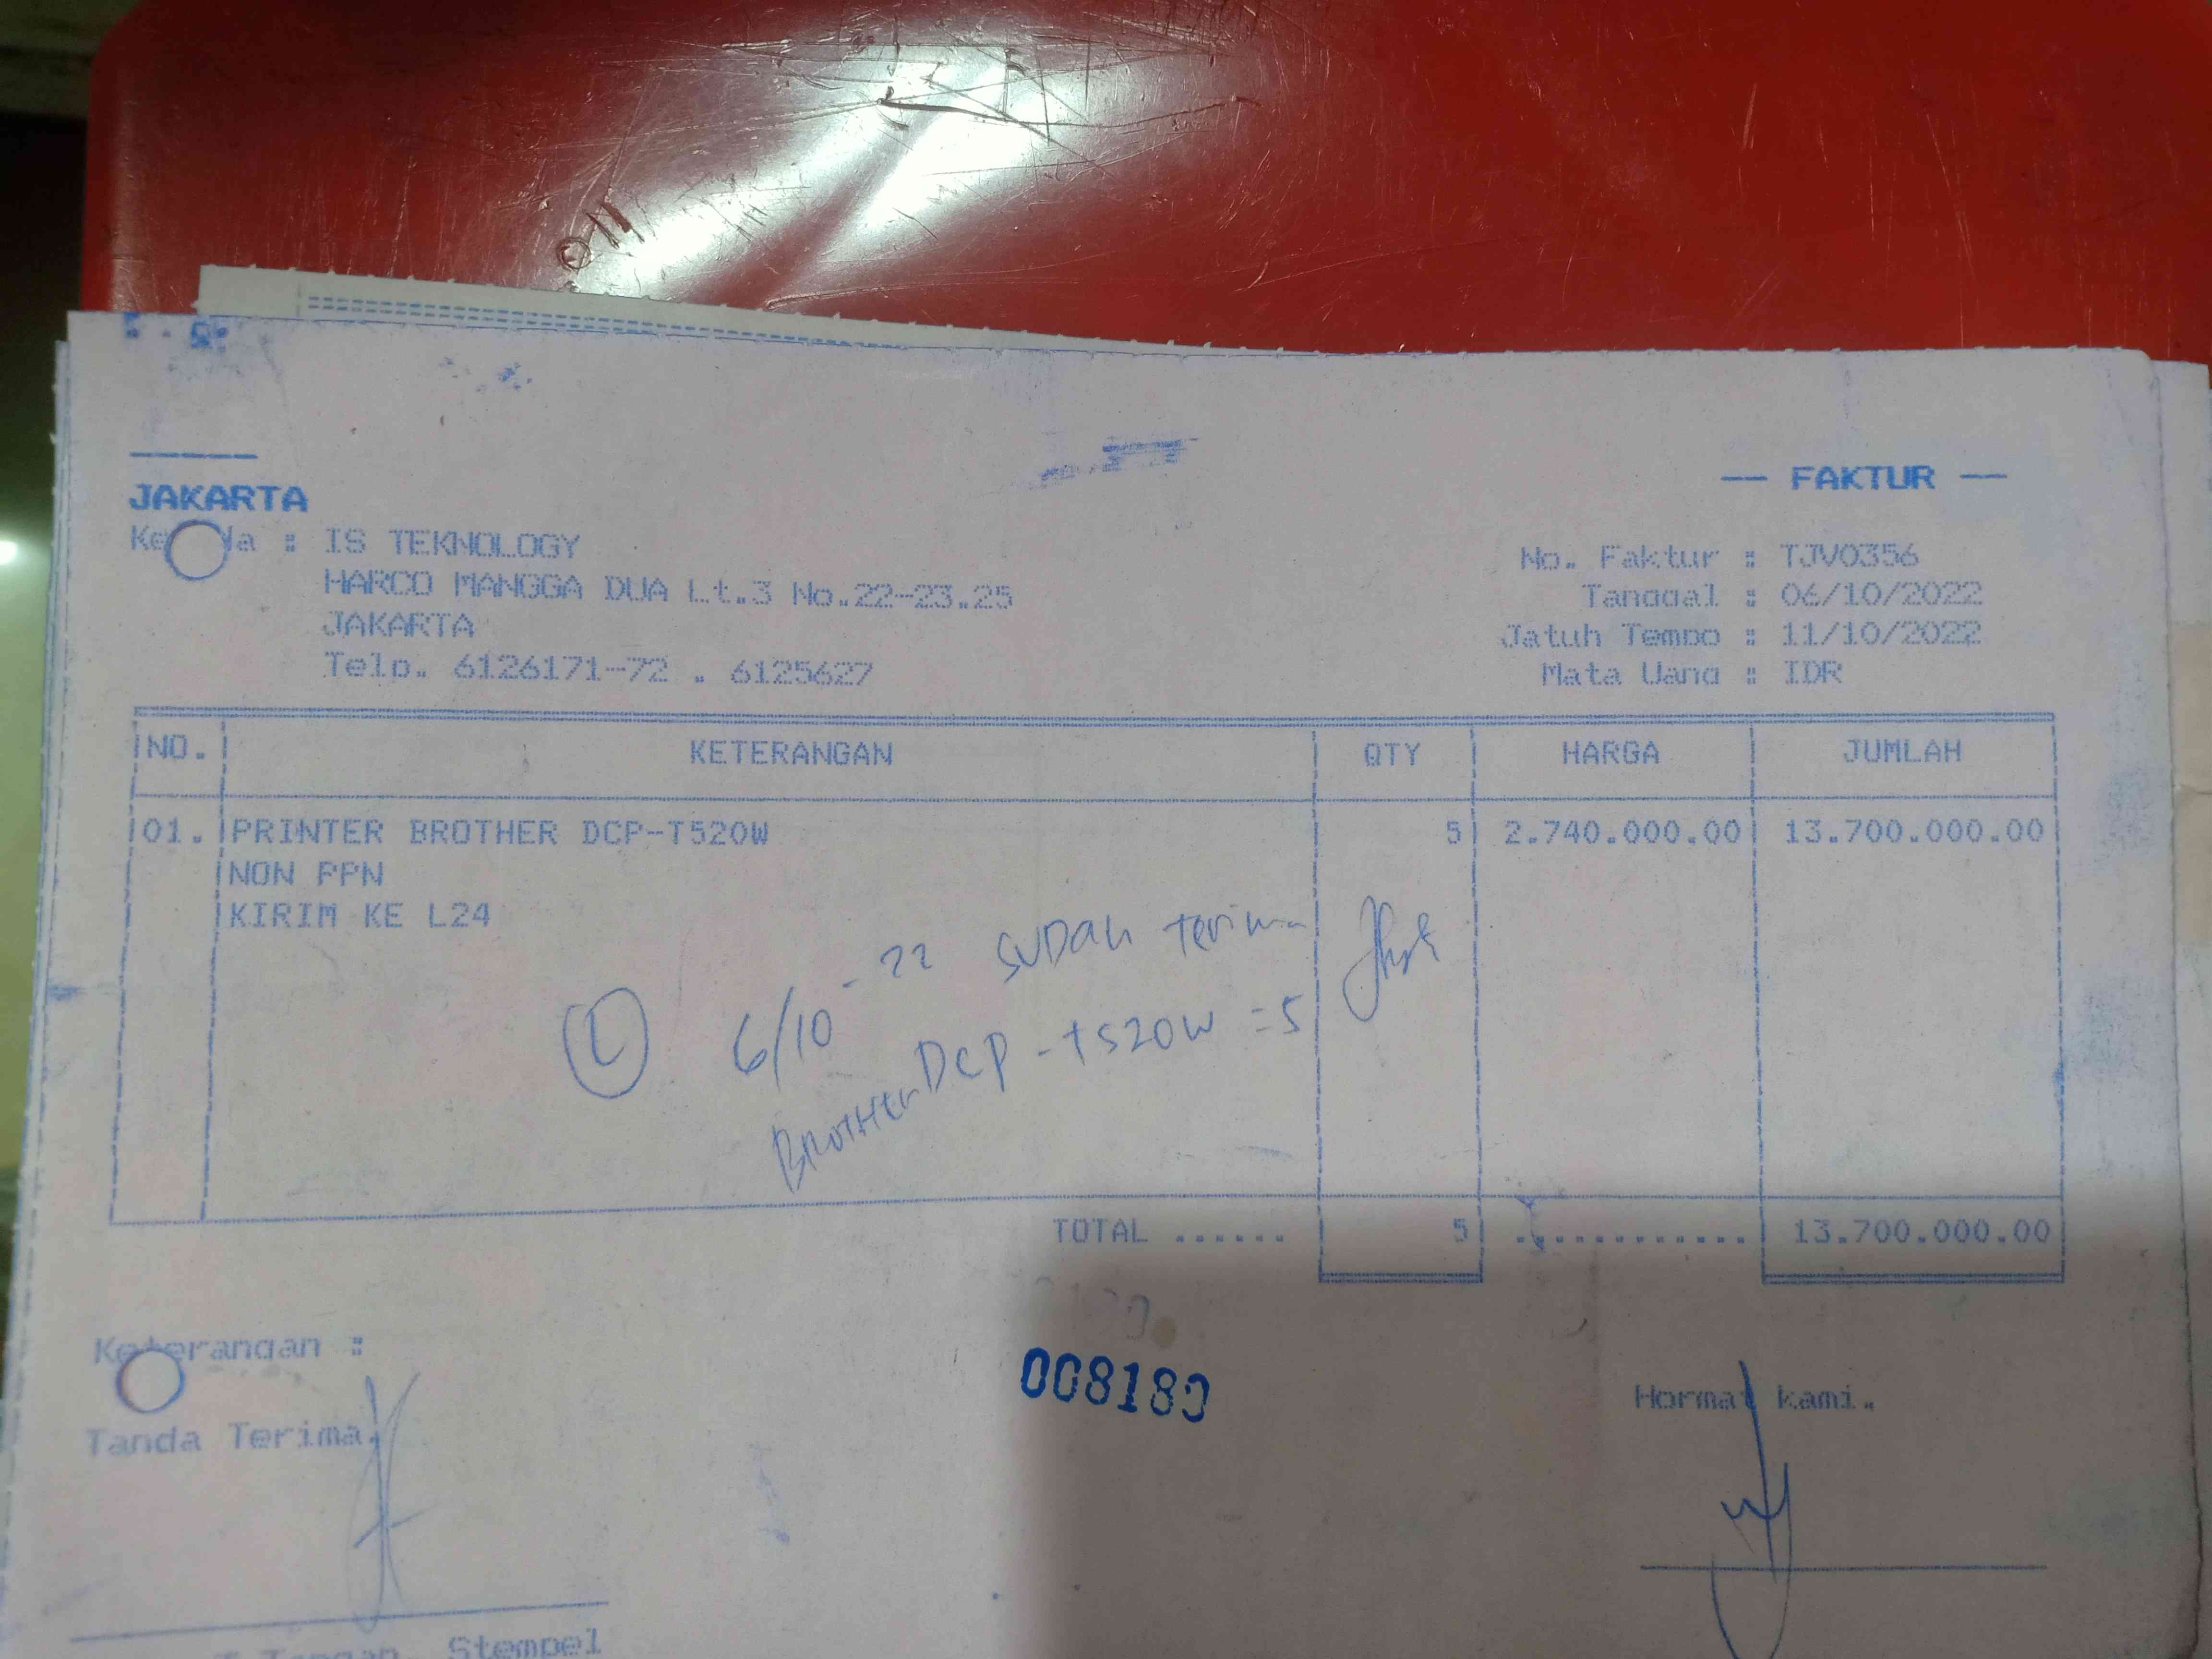 JAKARTA
-- FAKTUR --
: IS TEKNOLOGY
HARCO MANGGA DUA Lt.3 No.22-23.25
JAKARTA
Telp. 6126171-72 . 6125627
No. Faktur : TJV0356
Tanggal : 06/10/2022
Jatuh Tempo : 11/10/2022
Mata Uang : IDR
NO. KETERANGAN QTY HARGA JUMLAH
01. PRINTER BROTHER DCP-T520W 5 2.740.000.00 13.700.000.00
NON PPN
KIRIM KE L24
L 6/10-22 SUDAH Terima
BROTHER DCP-T520W =5
TOTAL ...... 5 ............. 13.700.000.00
Keterangan :
008180
Tanda Terima,
Hormat kami.
Stempel